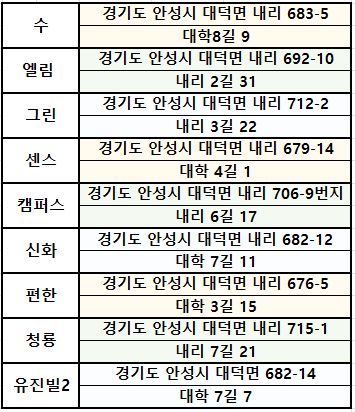 수
경기도 안성시 대덕면 내리 683-5
대학8길 9
엘림
경기도 안성시 대덕면 내리 692-10
내리 2길 31
그린
경기도 안성시 대덕면 내리 712-2
내리 3길 22
센스
경기도 안성시 대덕면 내리 679-14
대학 4길 1
캠퍼스
경기도 안성시 대덕면 내리 706-9번지
내리 6길 17
신화
경기도 안성시 대덕면 내리 682-12
대학 7길 11
편한
경기도 안성시 대덕면 내리 676-5
대학 3길 15
청룡
경기도 안성시 대덕면 내리 715-1
내리 7길 21
유진빌2
경기도 안성시 대덕면 682-14
대학 7길 7